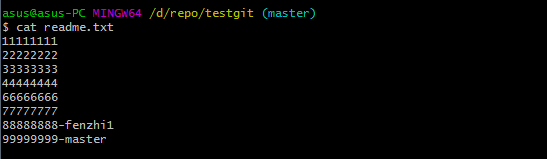 asus@asus-PC MINGW64 /d/repo/testgit (master)
$ cat readme.txt
11111111
22222222
33333333
44444444
66666666
77777777
88888888-fenzhi1
99999999-master